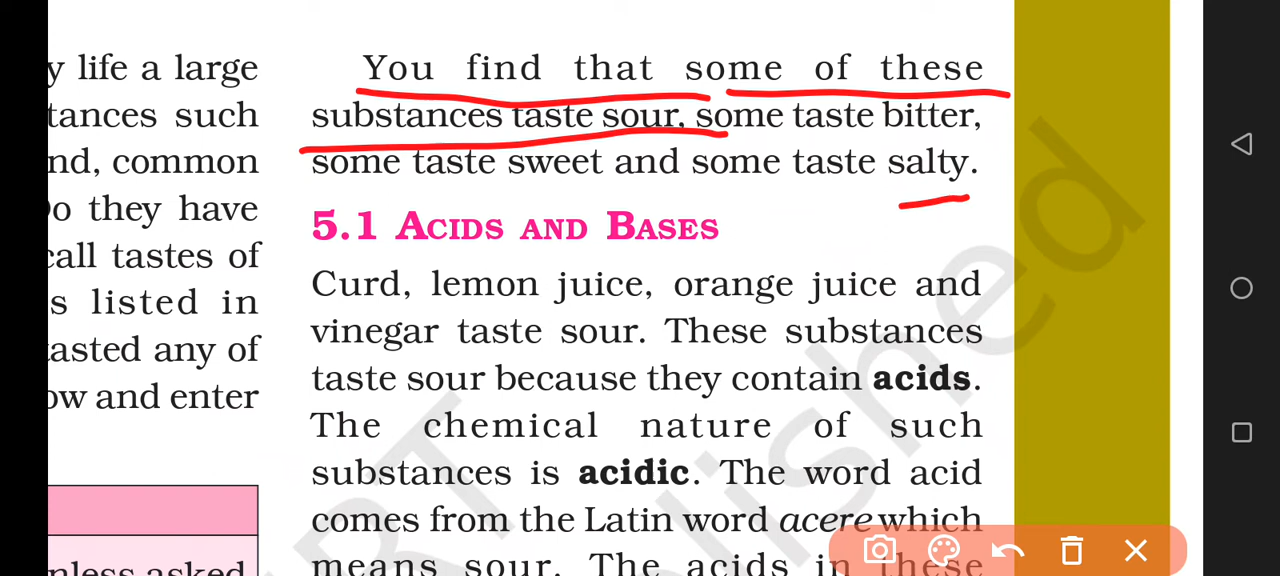 y life a large
tances such
nd, common
o they have
call tastes of
s listed in
tasted any of
ow and enter
nless asked
You find that some of these
substances taste sour, some taste bitter,
some taste sweet and some taste salty.
5.1 ACIDS AND BASES
Curd, lemon juice, orange juice and
vinegar taste sour. These substances
taste sour because they contain acids.
The chemical nature of such
substances is acidic. The word acid
comes from the Latin word acere which
means sour. The acids in these